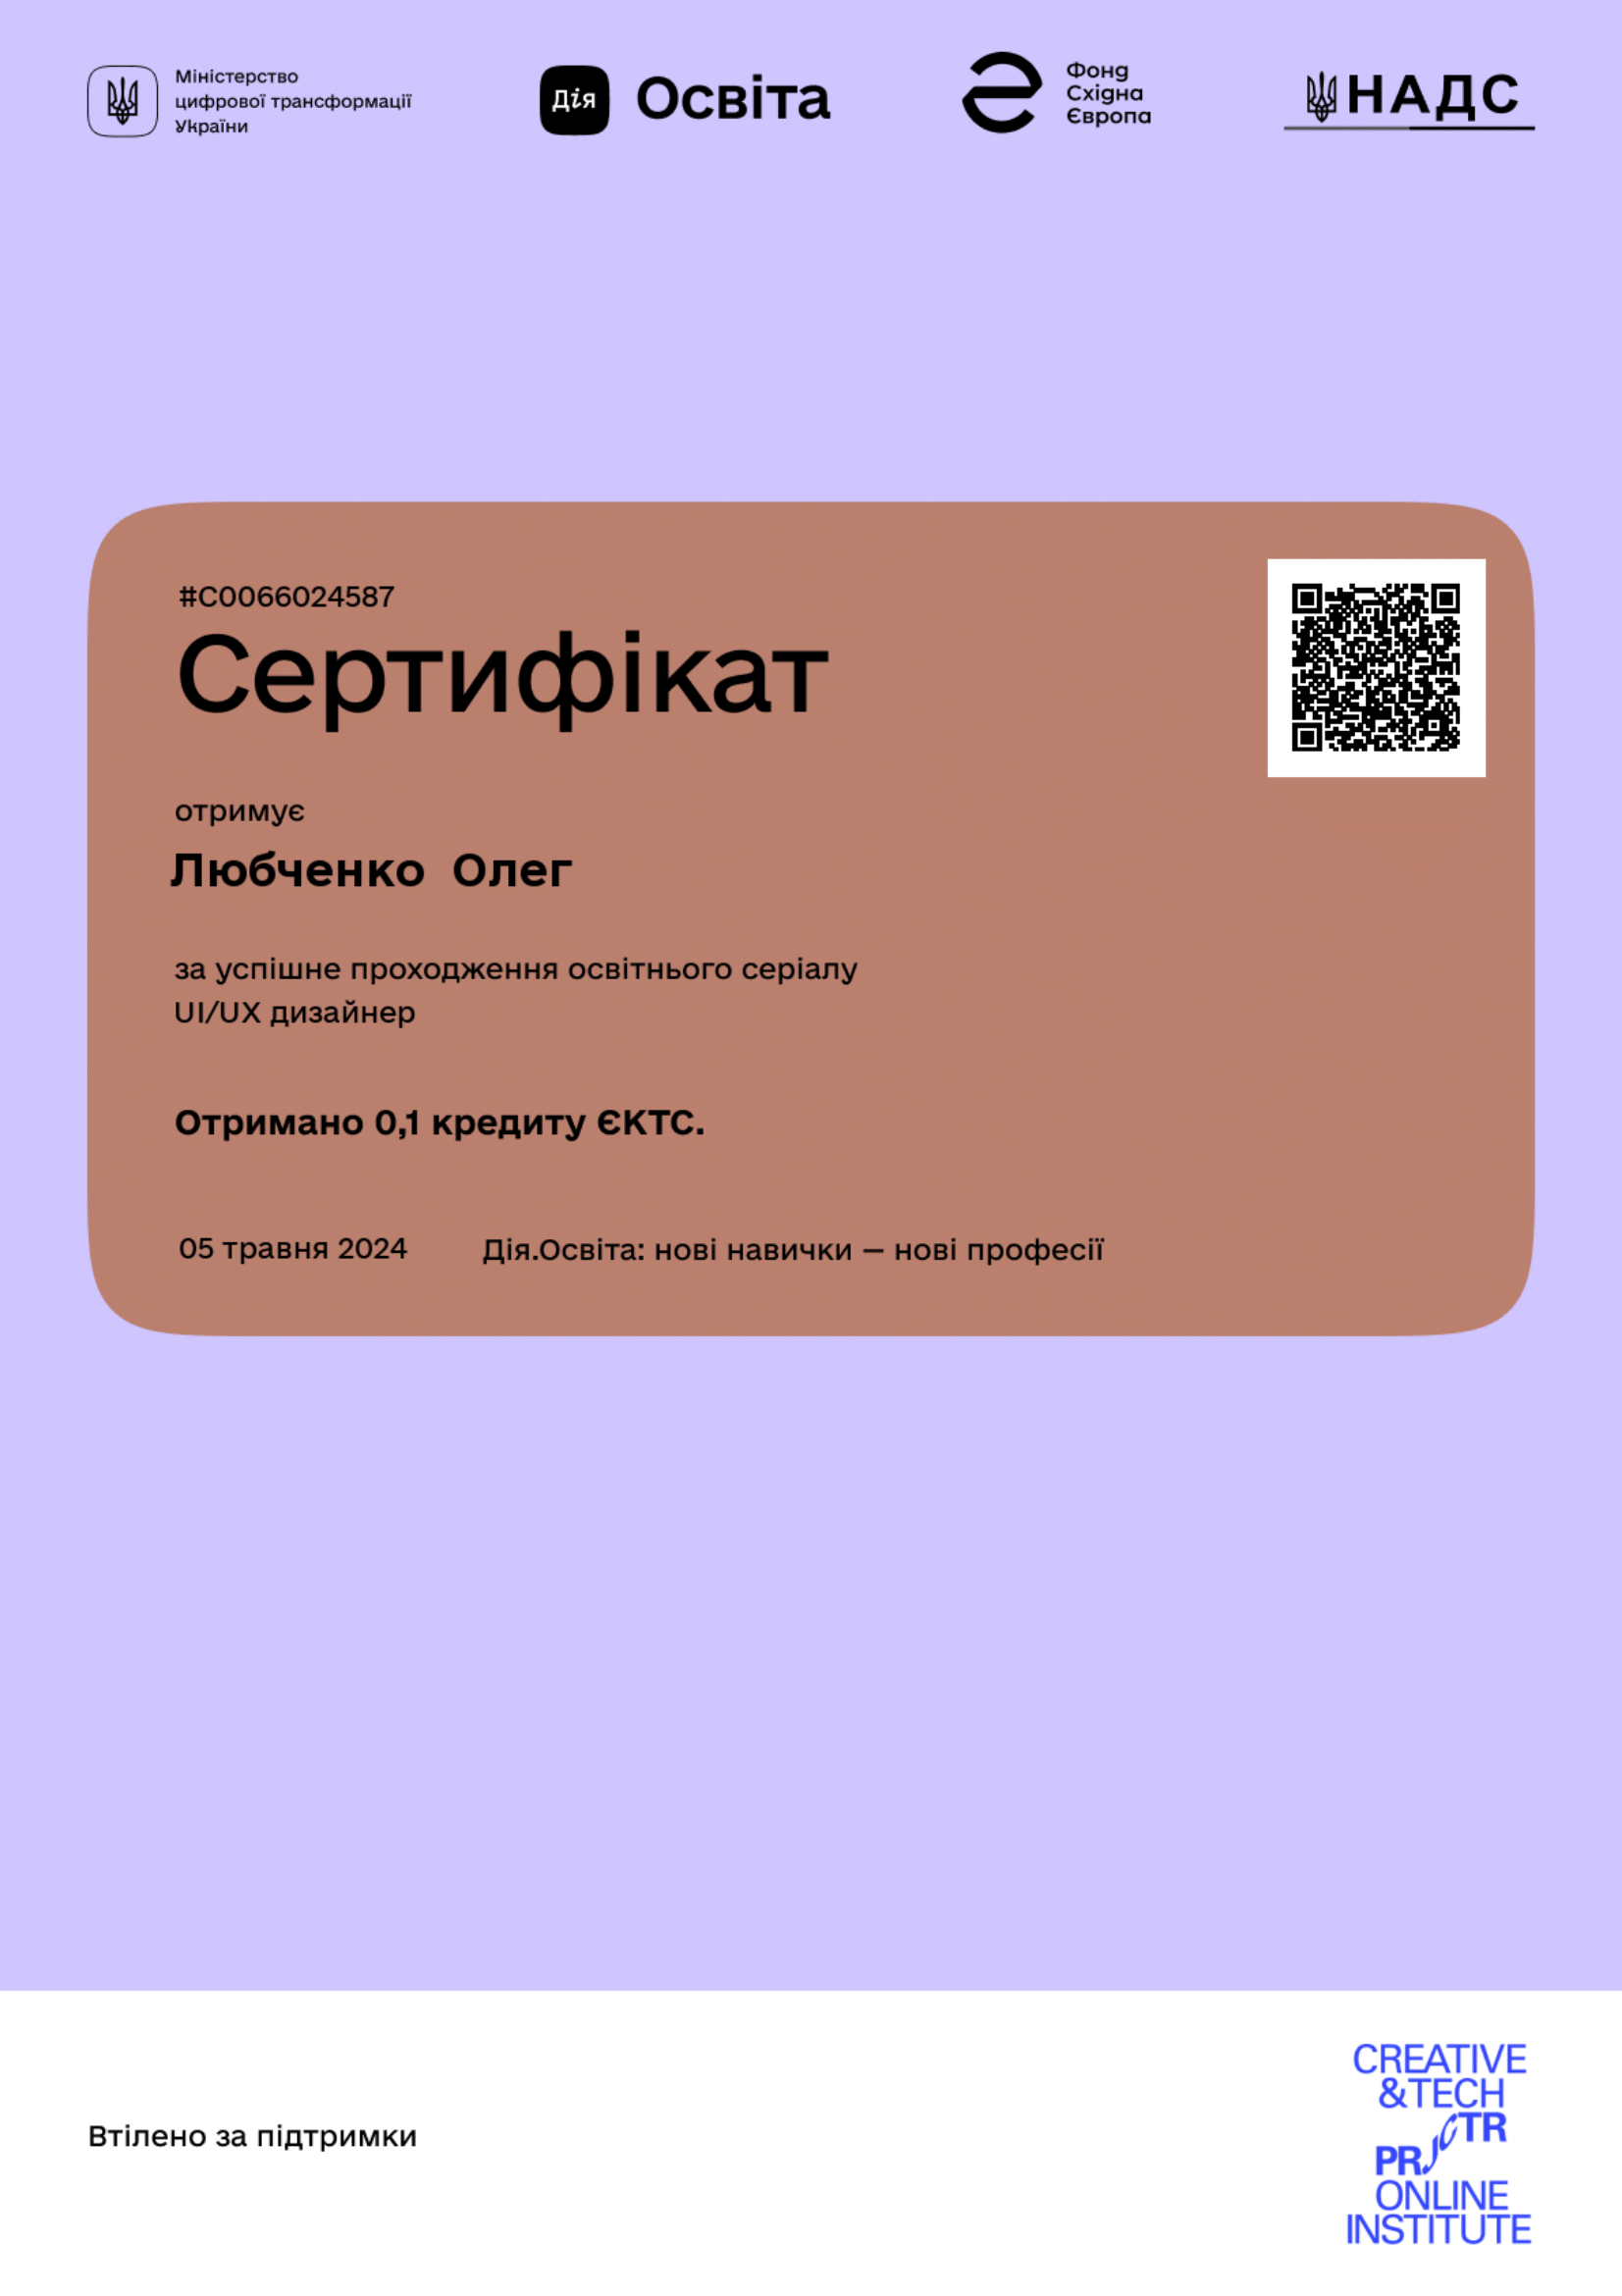 Міністерство
цифрової трансформації
України
Дія Освіта
Фонд
Східна
Європа
НАДС
#C0066024587
Сертифікат
отримує
Любченко Олег
за успішне проходження освітнього серіалу
UI/UX дизайнер
Отримано 0,1 кредиту ЄКТС.
05 травня 2024 Дія.Освіта: нові навички — нові професії
Втілено за підтримки
CREATIVE
&TECH
PRJCTR
ONLINE
INSTITUTE